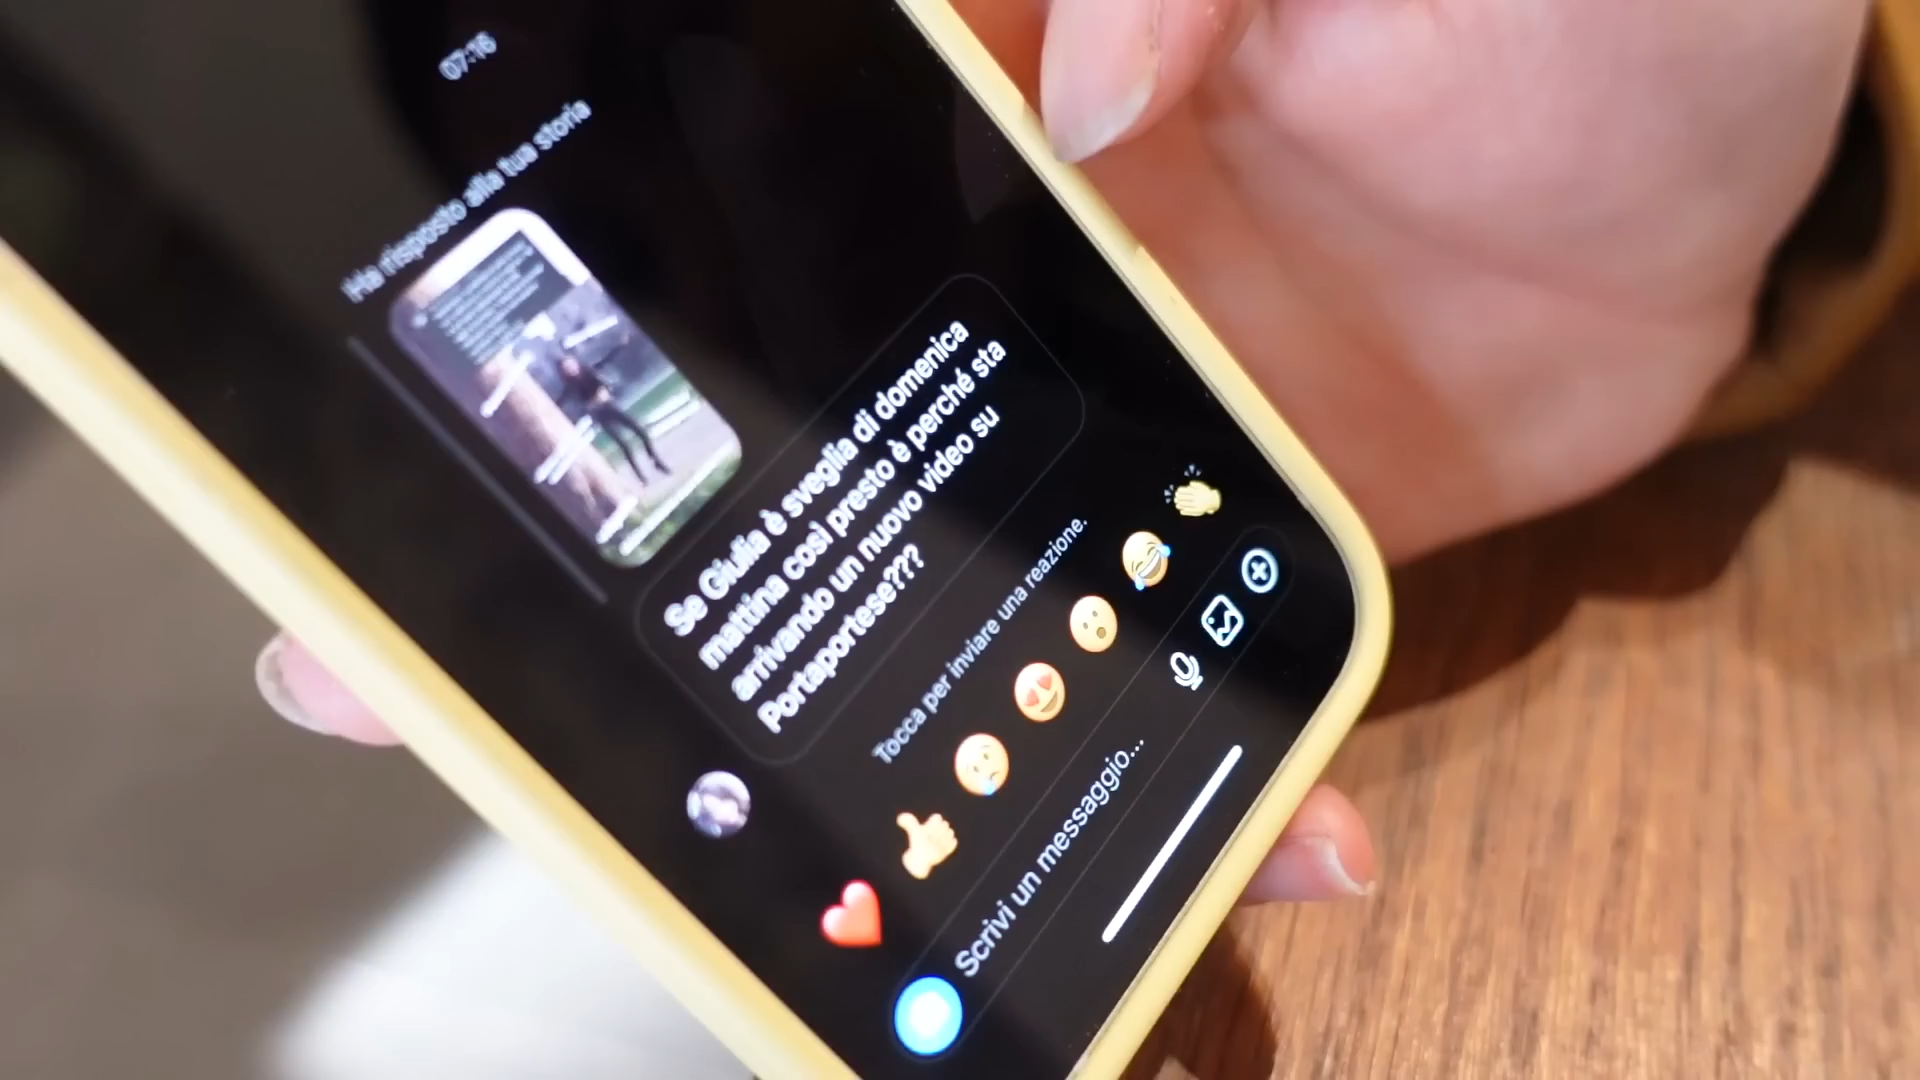 07:16
Ha risposto alla tua storia
Se Giulia è sveglia di domenica
mattina così presto è perché sta
arrivando un nuovo video su
Portaportese???
Tocca per inviare una reazione.
Scrivi un messaggio...